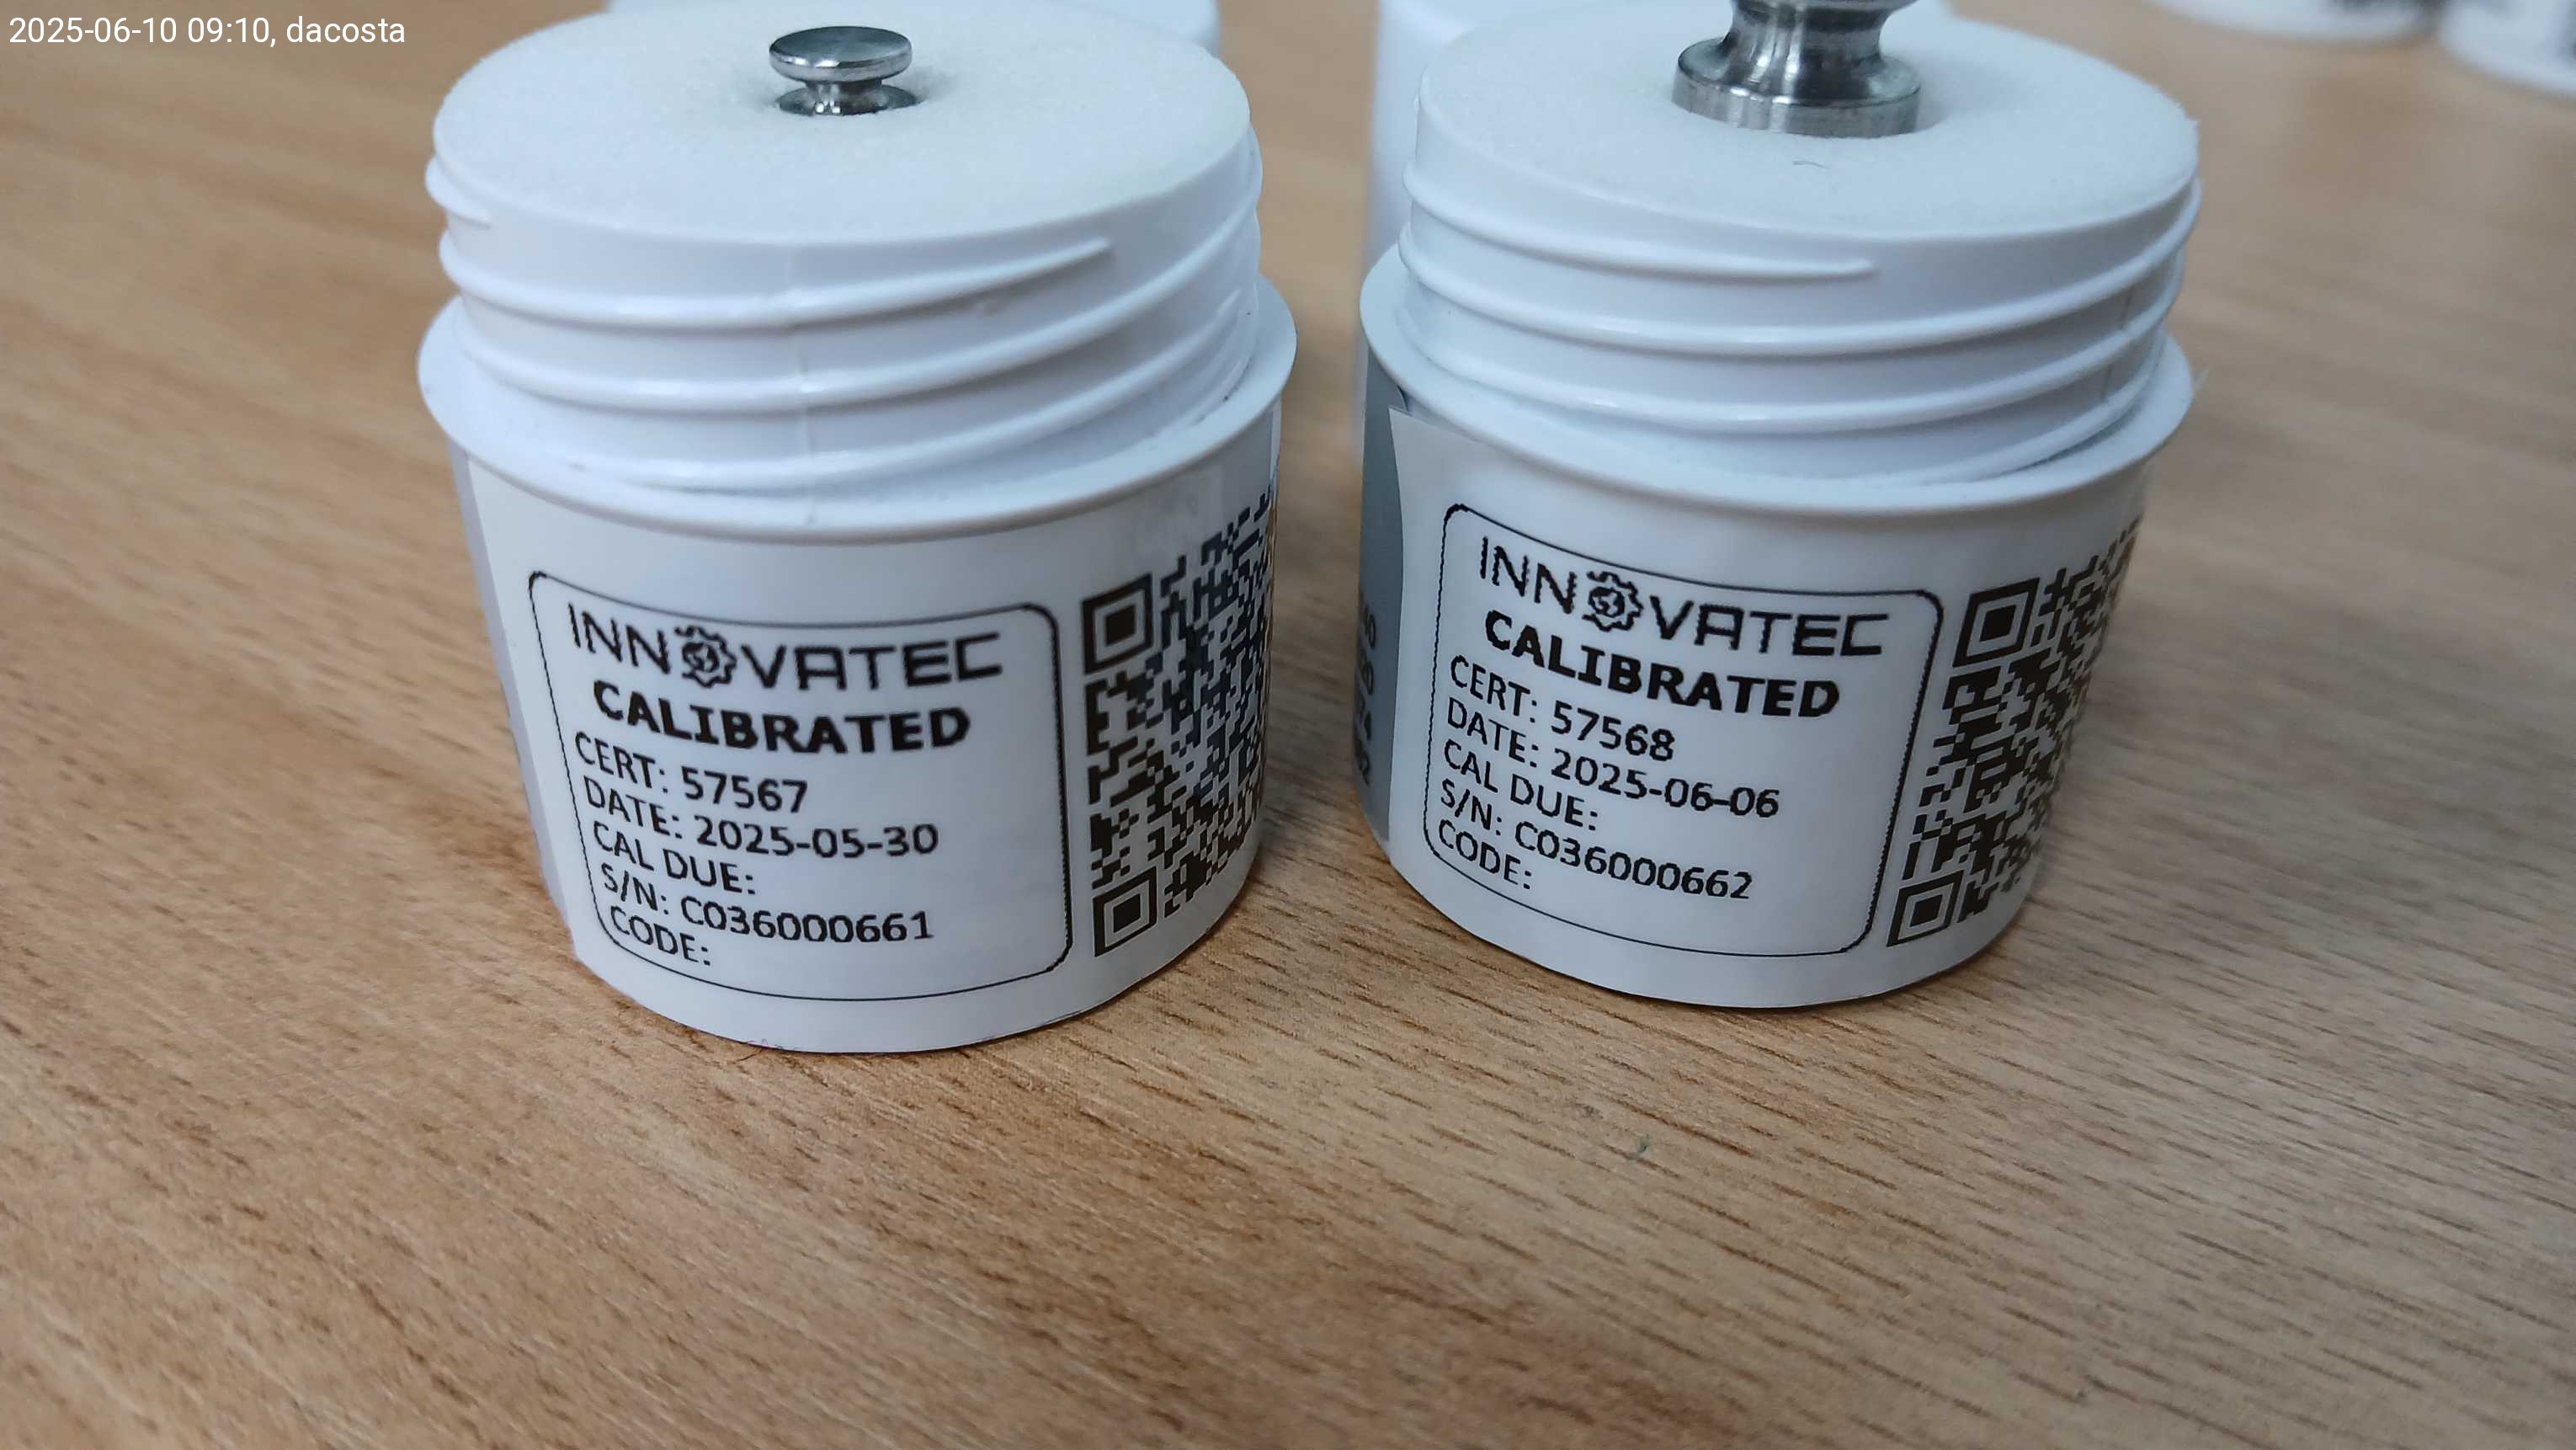 2025-06-10 09:10, dacosta
INNOVATEC
CALIBRATED
CERT: 57567
DATE: 2025-05-30
CAL DUE:
S/N: C036000661
CODE:
INNOVATEC
CALIBRATED
CERT: 57568
DATE: 2025-06-06
CAL DUE:
S/N: C036000662
CODE: